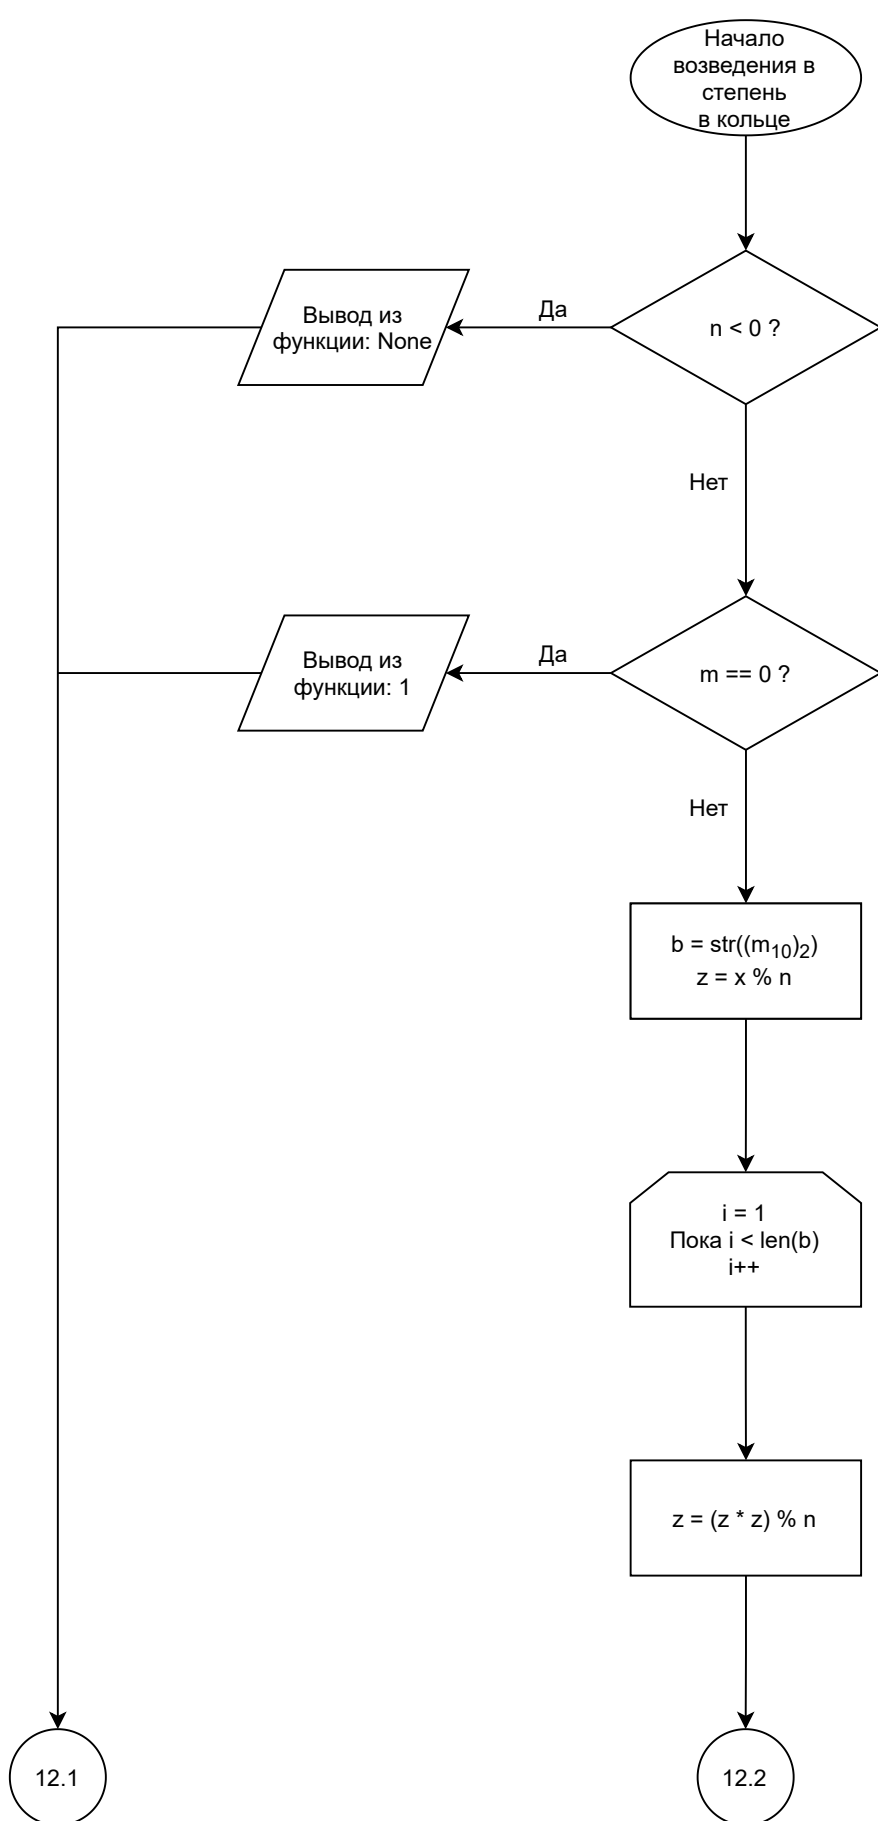 Начало
возведения в
степень
в кольце
n < 0 ?
Да
Вывод из
функции: None
Нет
m == 0 ?
Да
Вывод из
функции: 1
Нет
b = str((m₁₀)₂)
z = x % n
i = 1
Пока i < len(b)
i++
z = (z * z) % n
12.1
12.2